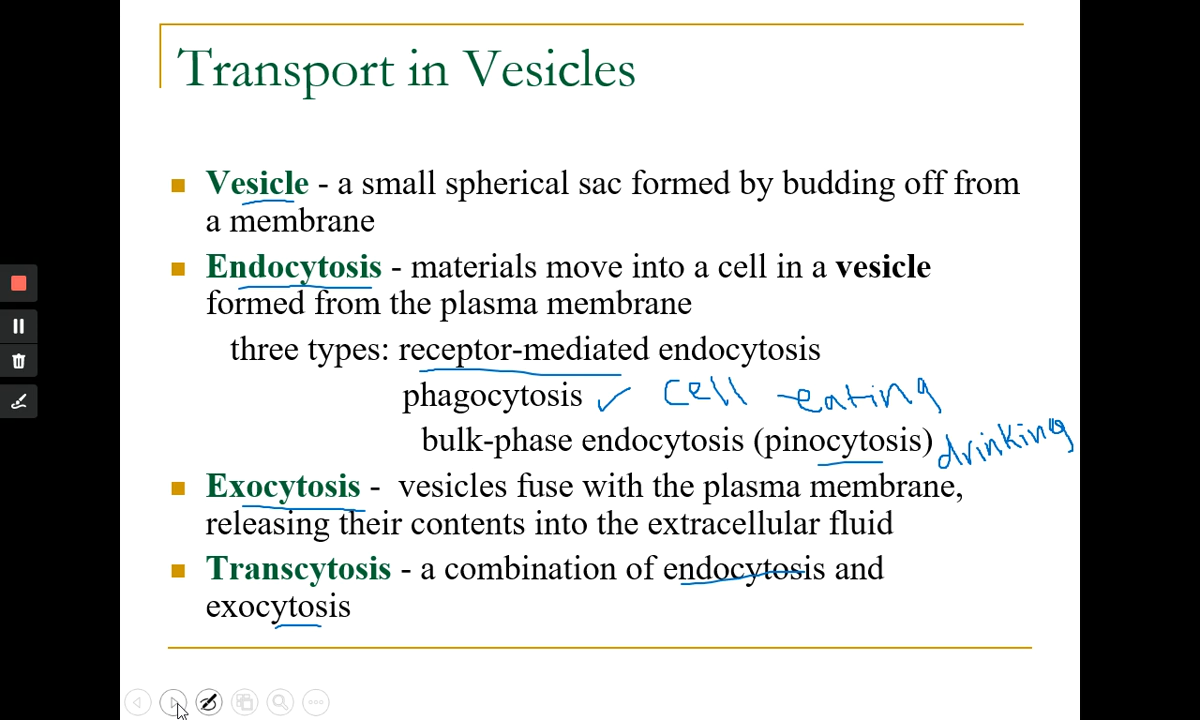 Transport in Vesicles
Vesicle - a small spherical sac formed by budding off from
a membrane
Endocytosis - materials move into a cell in a vesicle
formed from the plasma membrane
three types: receptor-mediated endocytosis
phagocytosis ✓ cell eating
bulk-phase endocytosis (pinocytosis) drinking
Exocytosis - vesicles fuse with the plasma membrane,
releasing their contents into the extracellular fluid
Transcytosis - a combination of endocytosis and
exocytosis